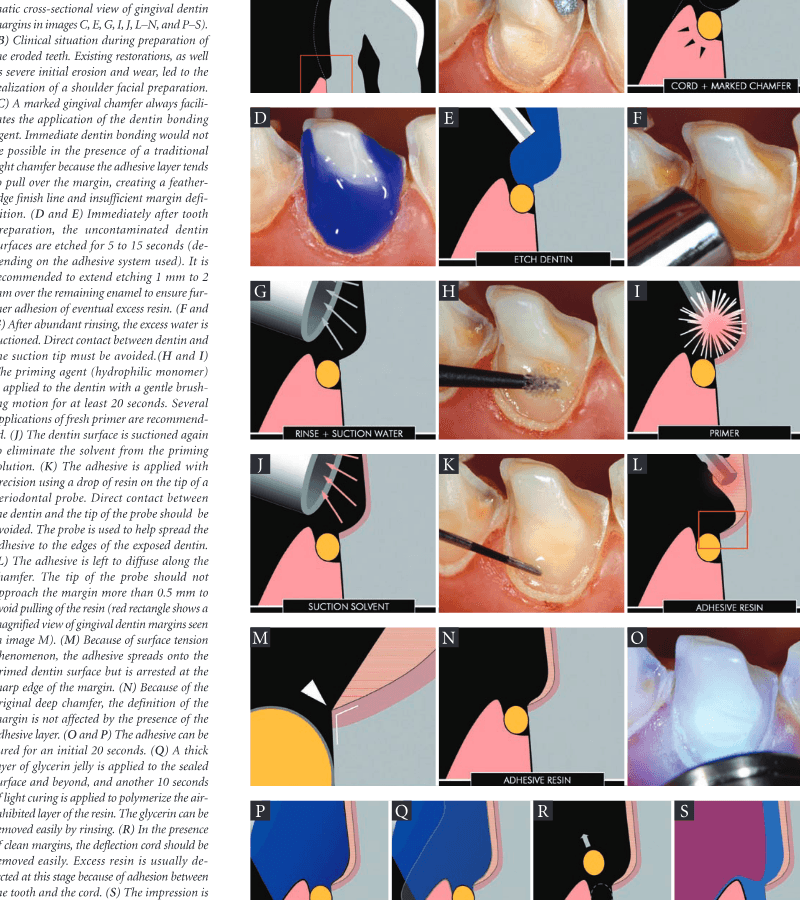 atic cross-sectional view of gingival dentin
argins in images C, E, G, I, J, L–N, and P–S).
B) Clinical situation during preparation of
e eroded teeth. Existing restorations, as well
s severe initial erosion and wear, led to the
ealization of a shoulder facial preparation.
C) A marked gingival chamfer always facili-
ates the application of the dentin bonding
gent. Immediate dentin bonding would not
e possible in the presence of a traditional
ght chamfer because the adhesive layer tends
o pull over the margin, creating a feather-
dge finish line and insufficient margin defi-
ition. (D and E) Immediately after tooth
reparation, the uncontaminated dentin
urfaces are etched for 5 to 15 seconds (de-
ending on the adhesive system used). It is
ecommended to extend etching 1 mm to 2
m over the remaining enamel to ensure fur-
her adhesion of eventual excess resin. (F and
) After abundant rinsing, the excess water is
uctioned. Direct contact between dentin and
he suction tip must be avoided.(H and I)
The priming agent (hydrophilic monomer)
applied to the dentin with a gentle brush-
ng motion for at least 20 seconds. Several
pplications of fresh primer are recommend-
d. (J) The dentin surface is suctioned again
o eliminate the solvent from the priming
olution. (K) The adhesive is applied with
recision using a drop of resin on the tip of a
eriodontal probe. Direct contact between
he dentin and the tip of the probe should be
voided. The probe is used to help spread the
dhesive to the edges of the exposed dentin.
L) The adhesive is left to diffuse along the
hamfer. The tip of the probe should not
pproach the margin more than 0.5 mm to
void pulling of the resin (red rectangle shows a
agnified view of gingival dentin margins seen
n image M). (M) Because of surface tension
henomenon, the adhesive spreads onto the
rimed dentin surface but is arrested at the
harp edge of the margin. (N) Because of the
riginal deep chamfer, the definition of the
argin is not affected by the presence of the
dhesive layer. (O and P) The adhesive can be
ured for an initial 20 seconds. (Q) A thick
ayer of glycerin jelly is applied to the sealed
urface and beyond, and another 10 seconds
f light curing is applied to polymerize the air-
nhibited layer of the resin. The glycerin can be
emoved easily by rinsing. (R) In the presence
f clean margins, the deflection cord should be
emoved easily. Excess resin is usually de-
ected at this stage because of adhesion between
he tooth and the cord. (S) The impression is
CORD + MARKED CHAMFER
D
E
F
ETCH DENTIN
G
H
I
RINSE + SUCTION WATER
PRIMER
J
K
L
SUCTION SOLVENT
ADHESIVE RESIN
M
N
O
ADHESIVE RESIN
P
Q
R
S